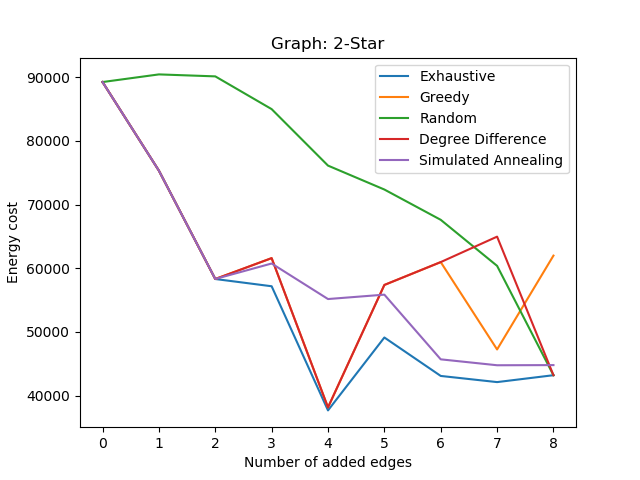 Graph: 2-Star
Energy cost
90000
80000
70000
60000
50000
40000
Exhaustive
Greedy
Random
Degree Difference
Simulated Annealing
0 1 2 3 4 5 6 7 8
Number of added edges